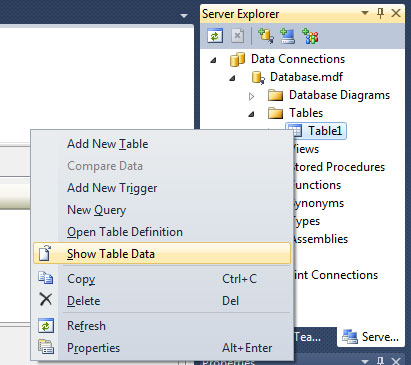 Server Explorer
Data Connections
Database.mdf
Database Diagrams
Tables
Table1
Views
Stored Procedures
Functions
Synonyms
Types
Assemblies
Connections
Add New Table
Compare Data
Add New Trigger
New Query
Open Table Definition
Show Table Data
Copy Ctrl+C
Delete Del
Refresh
Properties Alt+Enter
Tea... Serve...
Properties